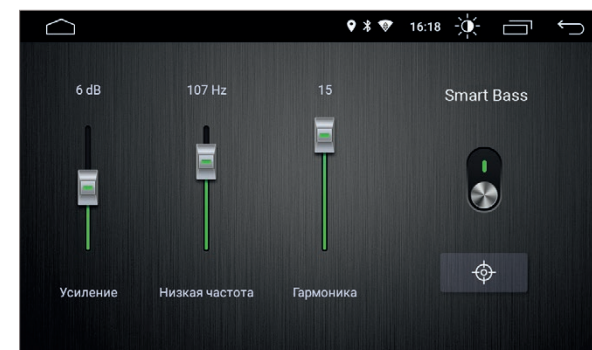 16:18
6 dB
107 Hz
15
Smart Bass
Усиление
Низкая частота
Гармоника